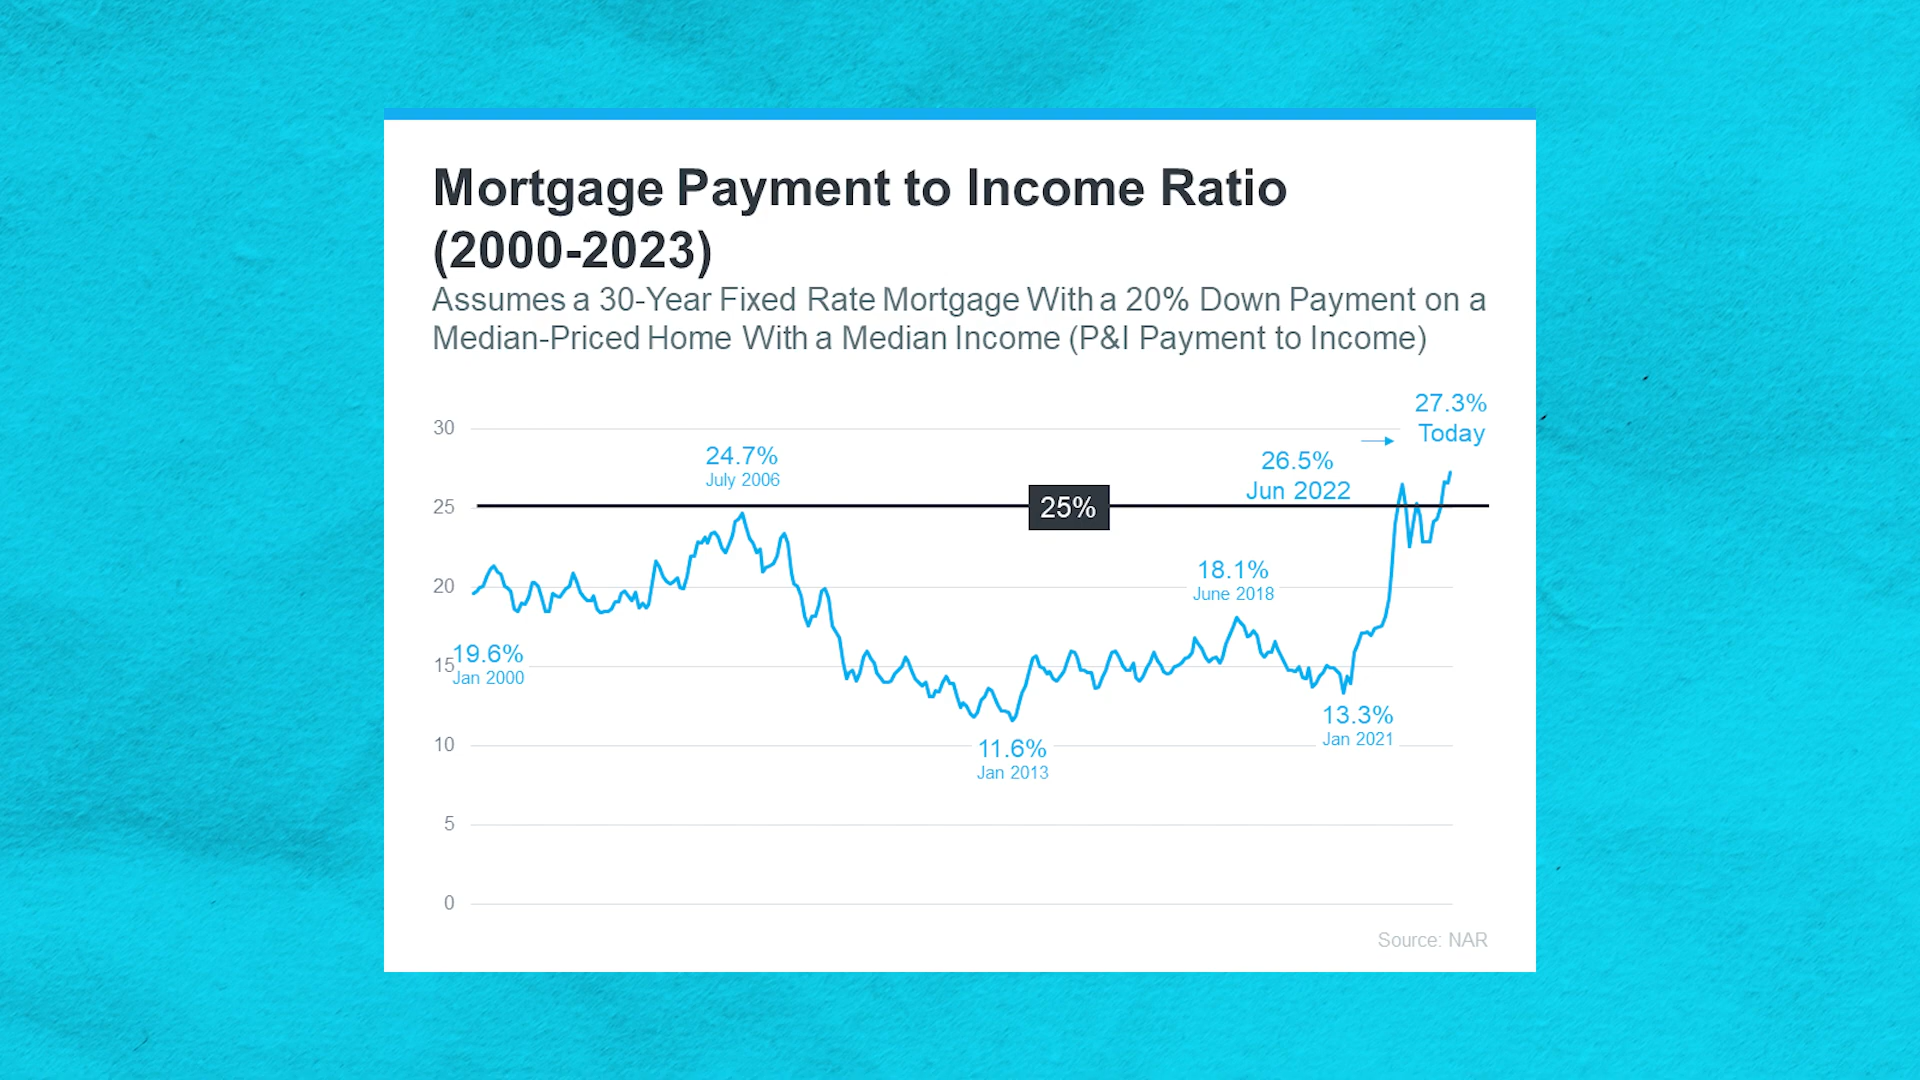 Mortgage Payment to Income Ratio
(2000-2023)
Assumes a 30-Year Fixed Rate Mortgage With a 20% Down Payment on a
Median-Priced Home With a Median Income (P&I Payment to Income)
27.3%
Today
30
24.7%
July 2006
26.5%
Jun 2022
25
25%
20
18.1%
June 2018
15
19.6%
Jan 2000
13.3%
Jan 2021
10
11.6%
Jan 2013
5
0
Source: NAR